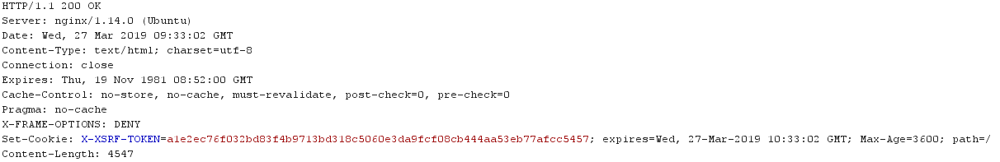 HTTP/1.1 200 OK
Server: nginx/1.14.0 (Ubuntu)
Date: Wed, 27 Mar 2019 09:33:02 GMT
Content-Type: text/html; charset=utf-8
Connection: close
Expires: Thu, 19 Nov 1981 08:52:00 GMT
Cache-Control: no-store, no-cache, must-revalidate, post-check=0, pre-check=0
Pragma: no-cache
X-FRAME-OPTIONS: DENY
Set-Cookie: X-XSRF-TOKEN=a1e2ec76f032bd83f4b9713bd318c5060e3da9fcf08cb444aa53eb77afcc5457; expires=Wed, 27-Mar-2019 10:33:02 GMT; Max-Age=3600; path=/
Content-Length: 4547